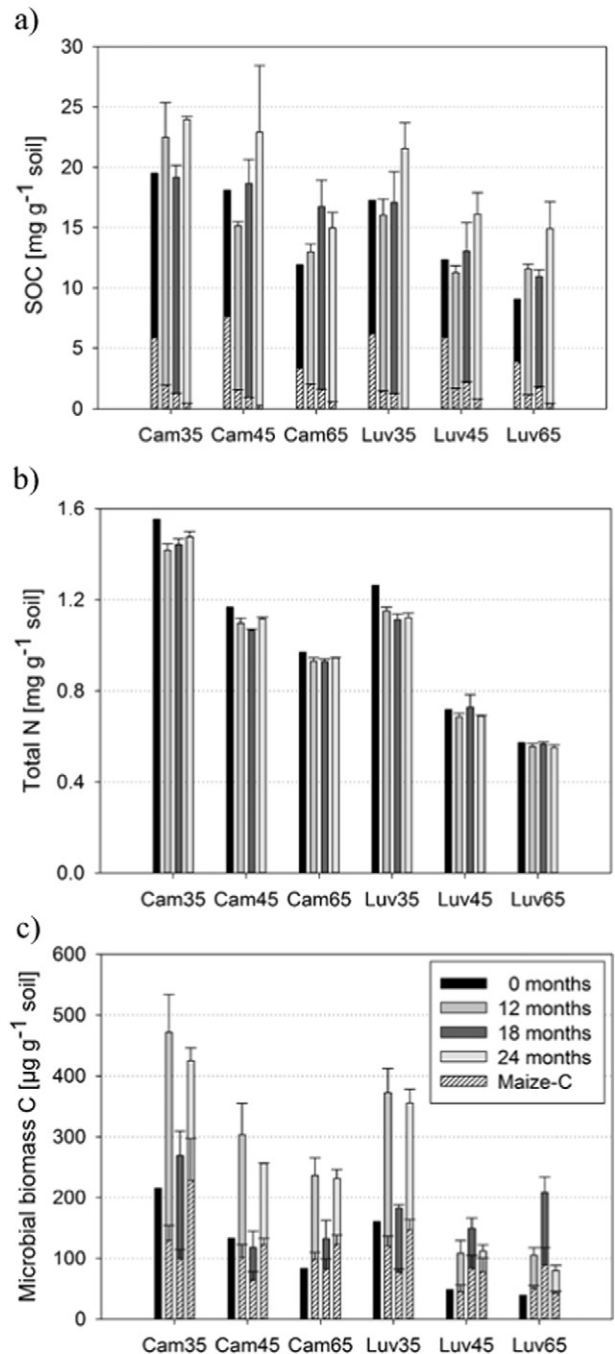 a)
30
25
20
15
10
5
0
SOC [mg g⁻¹ soil]
Cam35 Cam45 Cam65 Luv35 Luv45 Luv65
b)
1.6
1.2
0.8
0.4
0.0
Total N [mg g⁻¹ soil]
Cam35 Cam45 Cam65 Luv35 Luv45 Luv65
c)
600
500
400
300
200
100
0
Microbial biomass C [µg g⁻¹ soil]
0 months
12 months
18 months
24 months
Maize-C
Cam35 Cam45 Cam65 Luv35 Luv45 Luv65